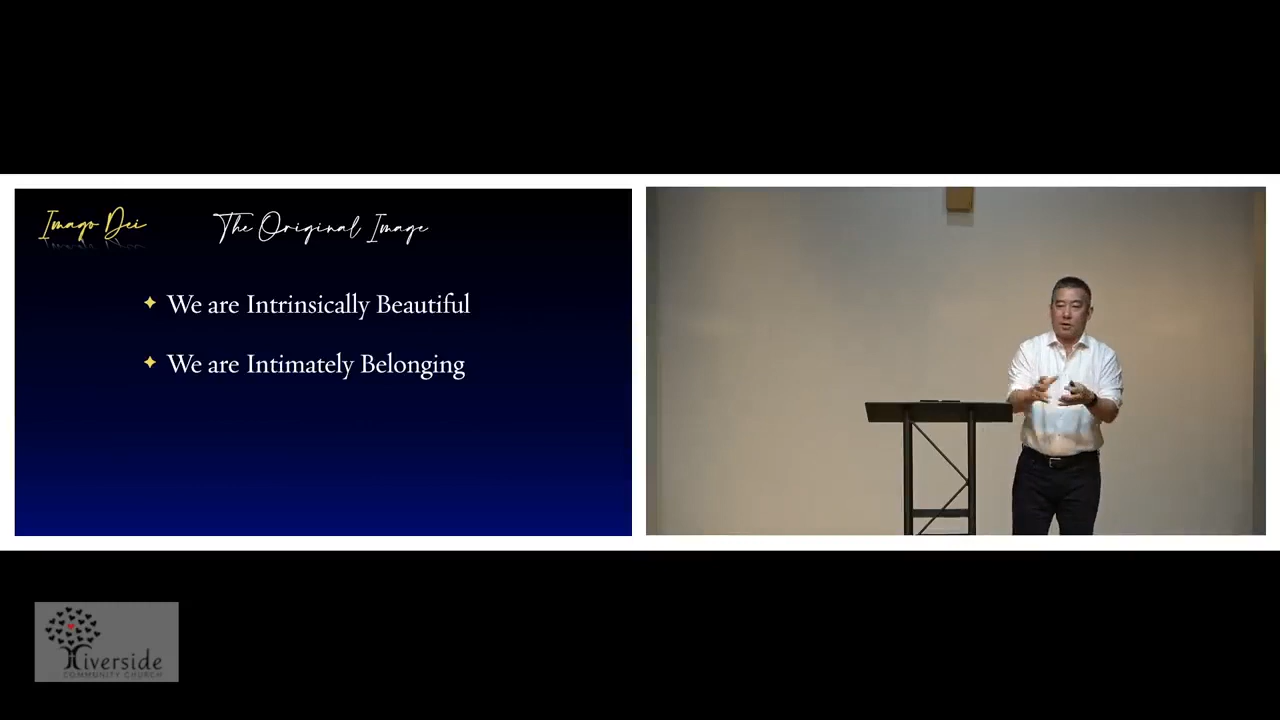 Imago Dei
The Original Image
We are Intrinsically Beautiful
We are Intimately Belonging
Riverside
COMMUNITY CHURCH